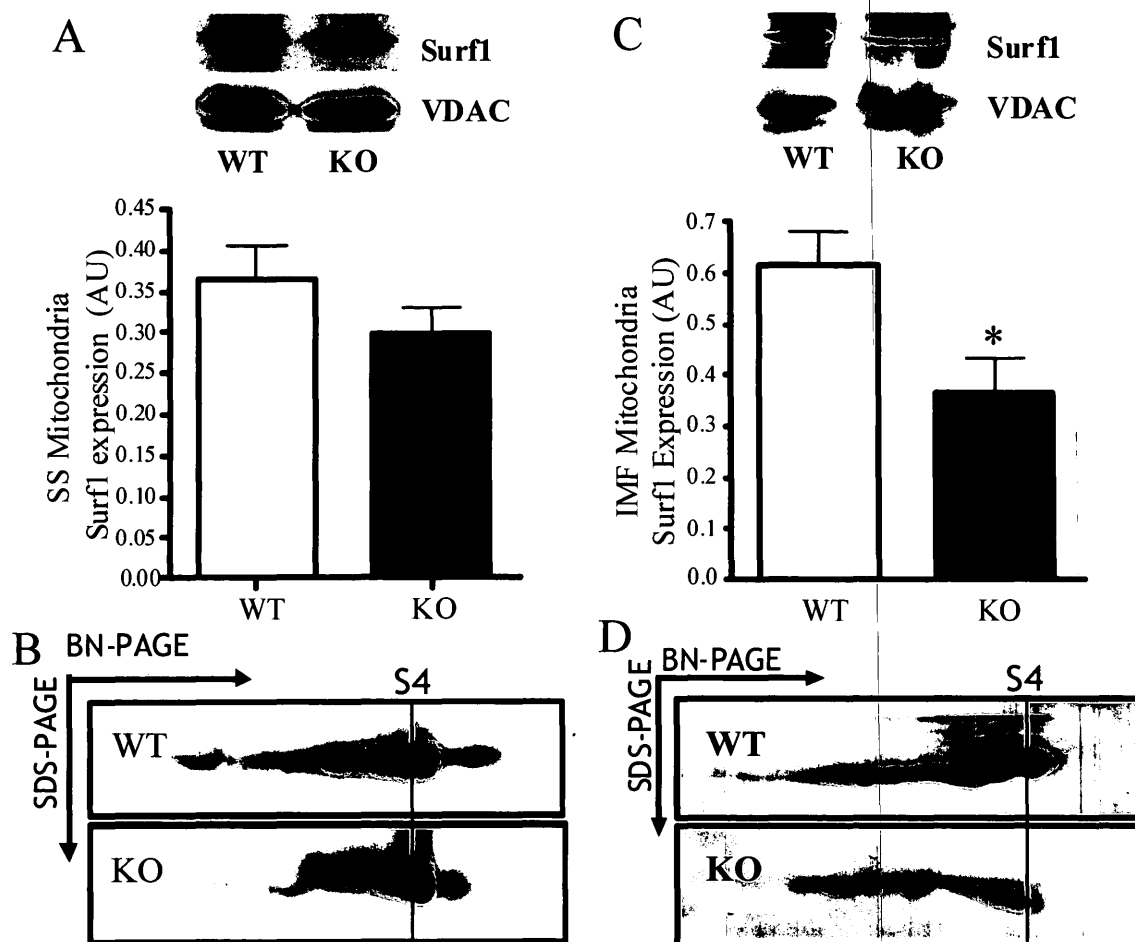 A
Surf1
VDAC
WT KO
SS Mitochondria
Surf1 expression (AU)
0.45
0.40
0.35
0.30
0.25
0.20
0.15
0.10
0.05
0.00
WT KO
C
Surf1
VDAC
WT KO
IMF Mitochondria
Surf1 Expression (AU)
0.7
0.6
0.5
0.4
0.3
0.2
0.1
0.0
*
WT KO
B
BN-PAGE
SDS-PAGE
S4
WT
KO
D
BN-PAGE
SDS-PAGE
S4
WT
KO